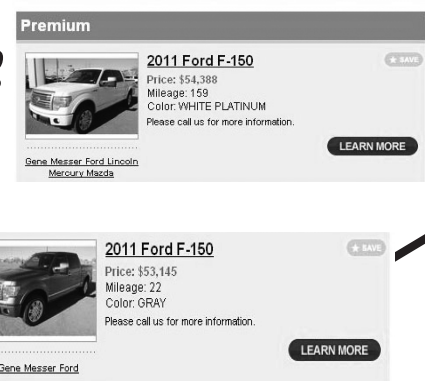 Premium
2011 Ford F-150
★ SAVE
Price: $54,388
Mileage: 159
Color: WHITE PLATINUM
Please call us for more information.
LEARN MORE
Gene Messer Ford Lincoln
Mercury Mazda
2011 Ford F-150
★ SAVE
Price: $53,145
Mileage: 22
Color: GRAY
Please call us for more information.
LEARN MORE
Gene Messer Ford